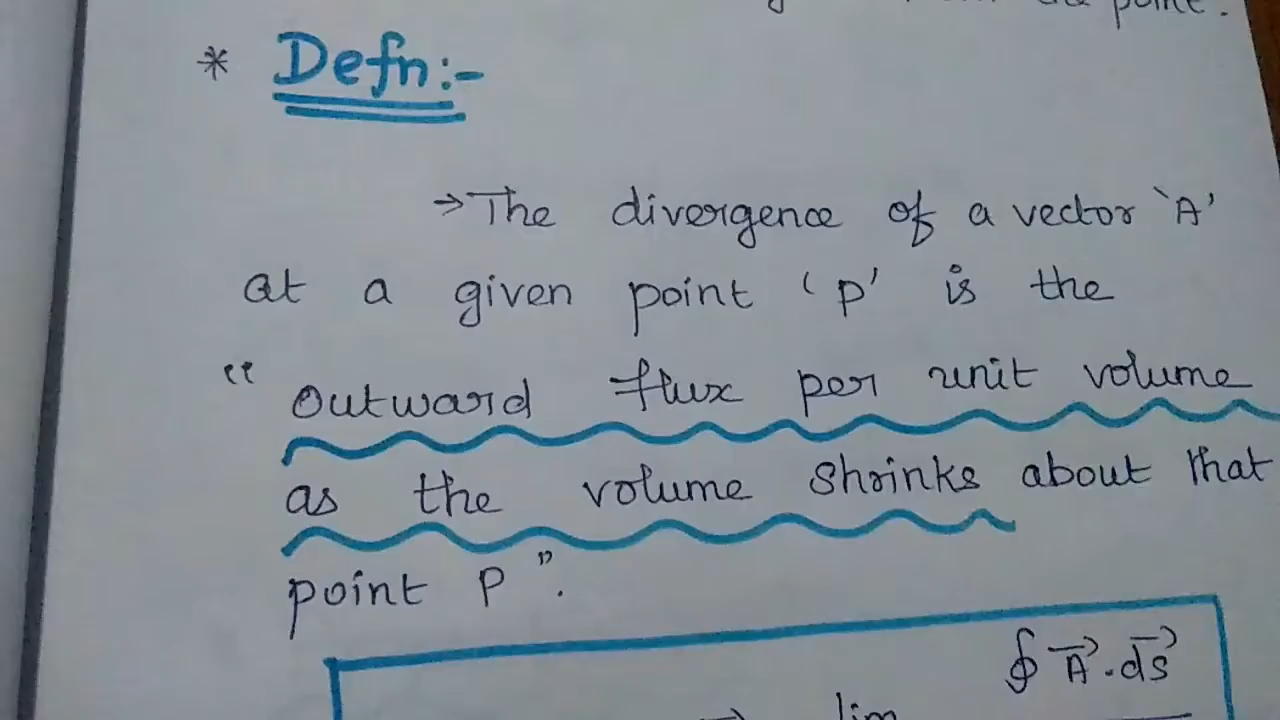 point.
* Defn:-
→The divergence of a vector `A'
at a given point 'p' is the
" Outward flux per unit volume
as the volume shrinks about that
point P ".
∮ A⃗ . ds⃗
lim